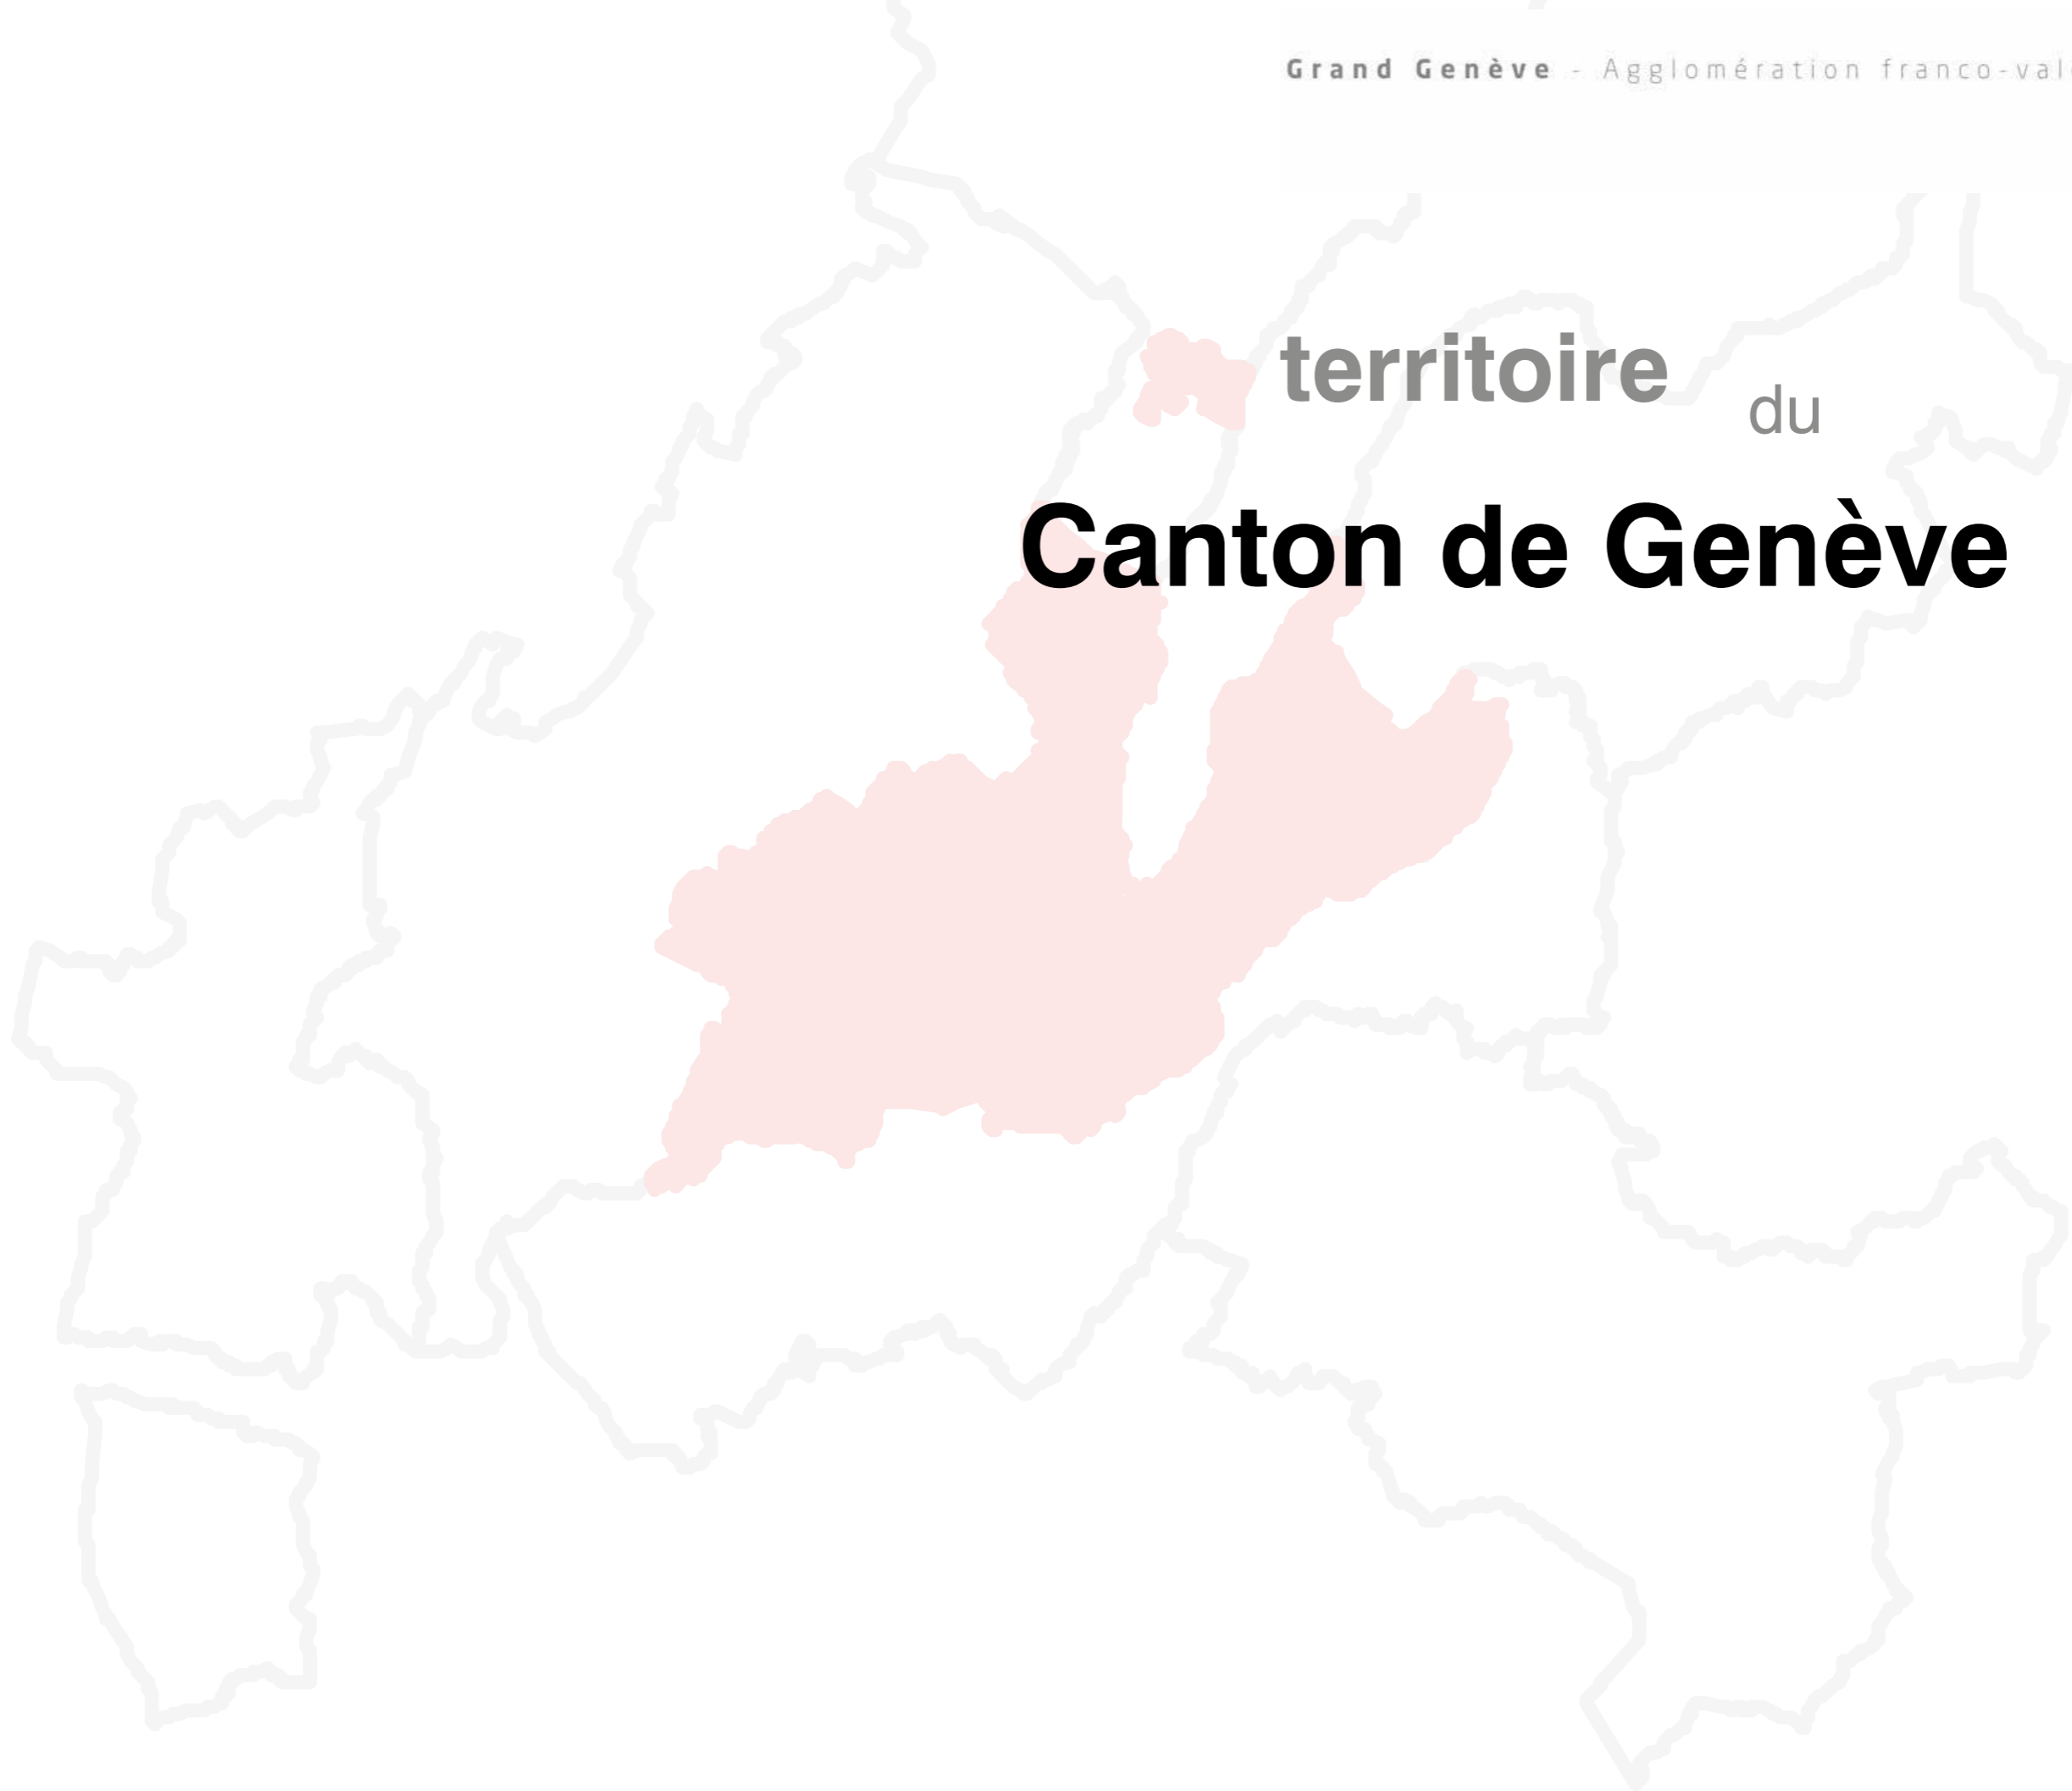 Grand Genève - Agglomération franco-val
territoire du
Canton de Genève